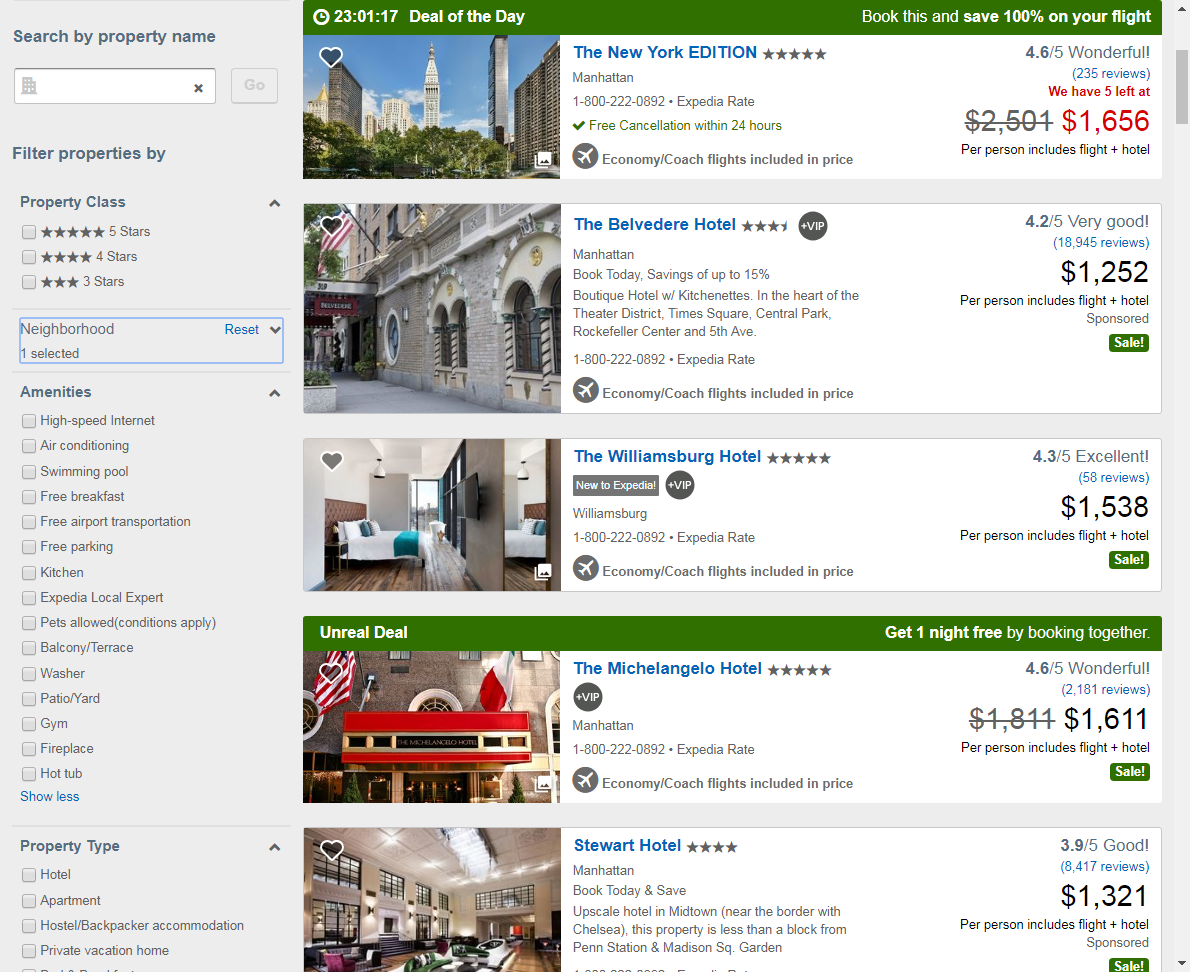 Search by property name
Go
Filter properties by
Property Class
5 Stars
4 Stars
3 Stars
Neighborhood Reset
1 selected
Amenities
High-speed Internet
Air conditioning
Swimming pool
Free breakfast
Free airport transportation
Free parking
Kitchen
Expedia Local Expert
Pets allowed(conditions apply)
Balcony/Terrace
Washer
Patio/Yard
Gym
Fireplace
Hot tub
Show less
Property Type
Hotel
Apartment
Hostel/Backpacker accommodation
Private vacation home
23:01:17 Deal of the Day Book this and save 100% on your flight
The New York EDITION
Manhattan
1-800-222-0892 • Expedia Rate
Free Cancellation within 24 hours
Economy/Coach flights included in price
4.6/5 Wonderful!
(235 reviews)
We have 5 left at
$2,501 $1,656
Per person includes flight + hotel
319
BELVEDERE
The Belvedere Hotel +VIP
Manhattan
Book Today, Savings of up to 15%
Boutique Hotel w/ Kitchenettes. In the heart of the
Theater District, Times Square, Central Park,
Rockefeller Center and 5th Ave.
1-800-222-0892 • Expedia Rate
Economy/Coach flights included in price
4.2/5 Very good!
(18,945 reviews)
$1,252
Per person includes flight + hotel
Sponsored
Sale!
The Williamsburg Hotel
New to Expedia! +VIP
Williamsburg
1-800-222-0892 • Expedia Rate
Economy/Coach flights included in price
4.3/5 Excellent!
(58 reviews)
$1,538
Per person includes flight + hotel
Sale!
Unreal Deal Get 1 night free by booking together.
THE MICHELANGELO HOTEL
The Michelangelo Hotel
+VIP
Manhattan
1-800-222-0892 • Expedia Rate
Economy/Coach flights included in price
4.6/5 Wonderful!
(2,181 reviews)
$1,811 $1,611
Per person includes flight + hotel
Sale!
Stewart Hotel
Manhattan
Book Today & Save
Upscale hotel in Midtown (near the border with
Chelsea), this property is less than a block from
Penn Station & Madison Sq. Garden
3.9/5 Good!
(8,417 reviews)
$1,321
Per person includes flight + hotel
Sponsored
Sale!